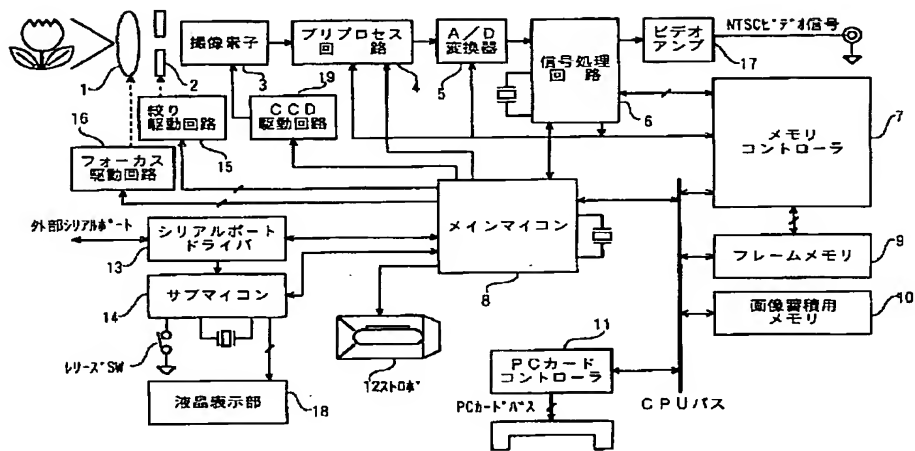 撮像素子
3
プリプロセス
回路
4
A/D
変換器
5
信号処理
回路
6
ビデオ
アンプ
17
NTSCビデオ信号
1
2
絞り
駆動回路
15
16
フォーカス
駆動回路
19
CCD
駆動回路
メモリ
コントローラ
7
外部シリアルポート
シリアルポート
ドライバ
13
メインマイコン
8
フレームメモリ
9
サブマイコン
14
画像蓄積用
メモリ
10
レリーズSW
12ストロボ
11
PCカード
コントローラ
液晶表示部
18
PCカードバス
CPUバス